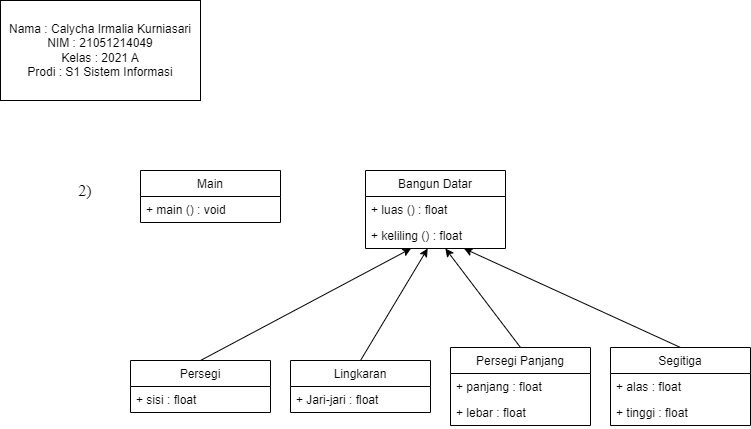 Nama : Calycha Irmalia Kurniasari
NIM : 21051214049
Kelas : 2021 A
Prodi : S1 Sistem Informasi
2)
Main
+ main () : void
Bangun Datar
+ luas () : float
+ keliling () : float
Persegi
+ sisi : float
Lingkaran
+ Jari-jari : float
Persegi Panjang
+ panjang : float
+ lebar : float
Segitiga
+ alas : float
+ tinggi : float